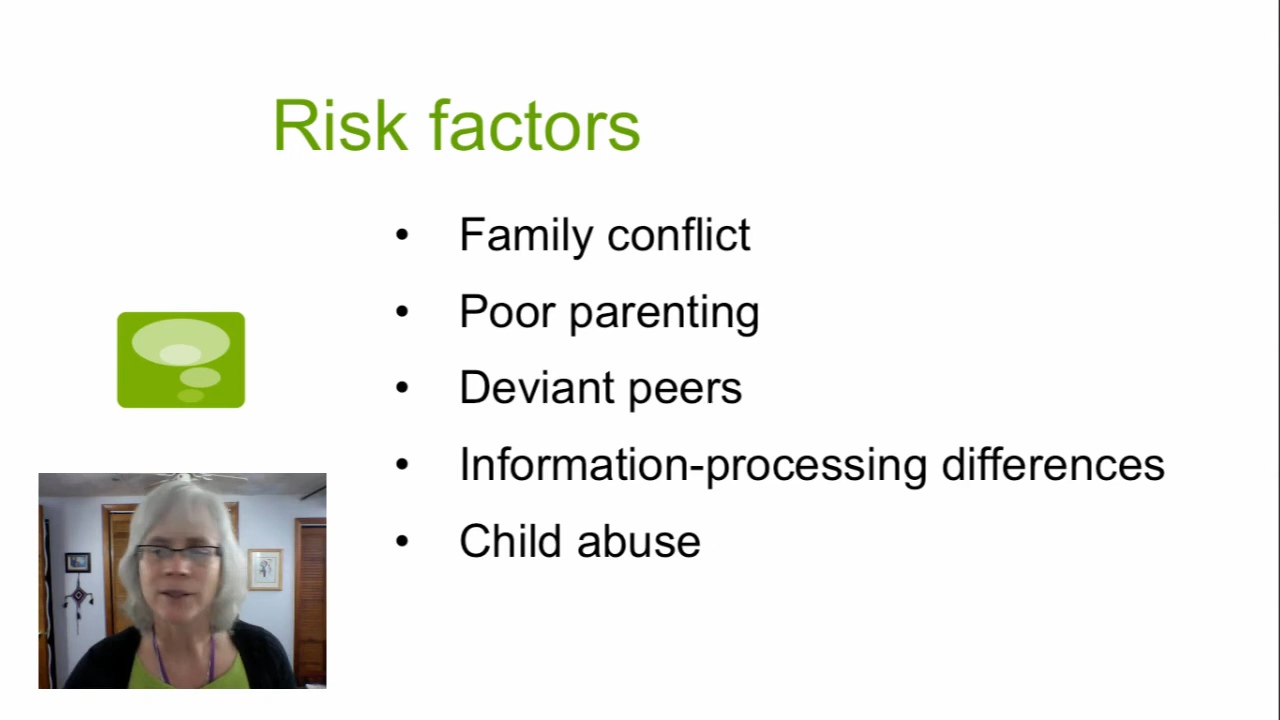 Risk factors
• Family conflict
• Poor parenting
• Deviant peers
• Information-processing differences
• Child abuse